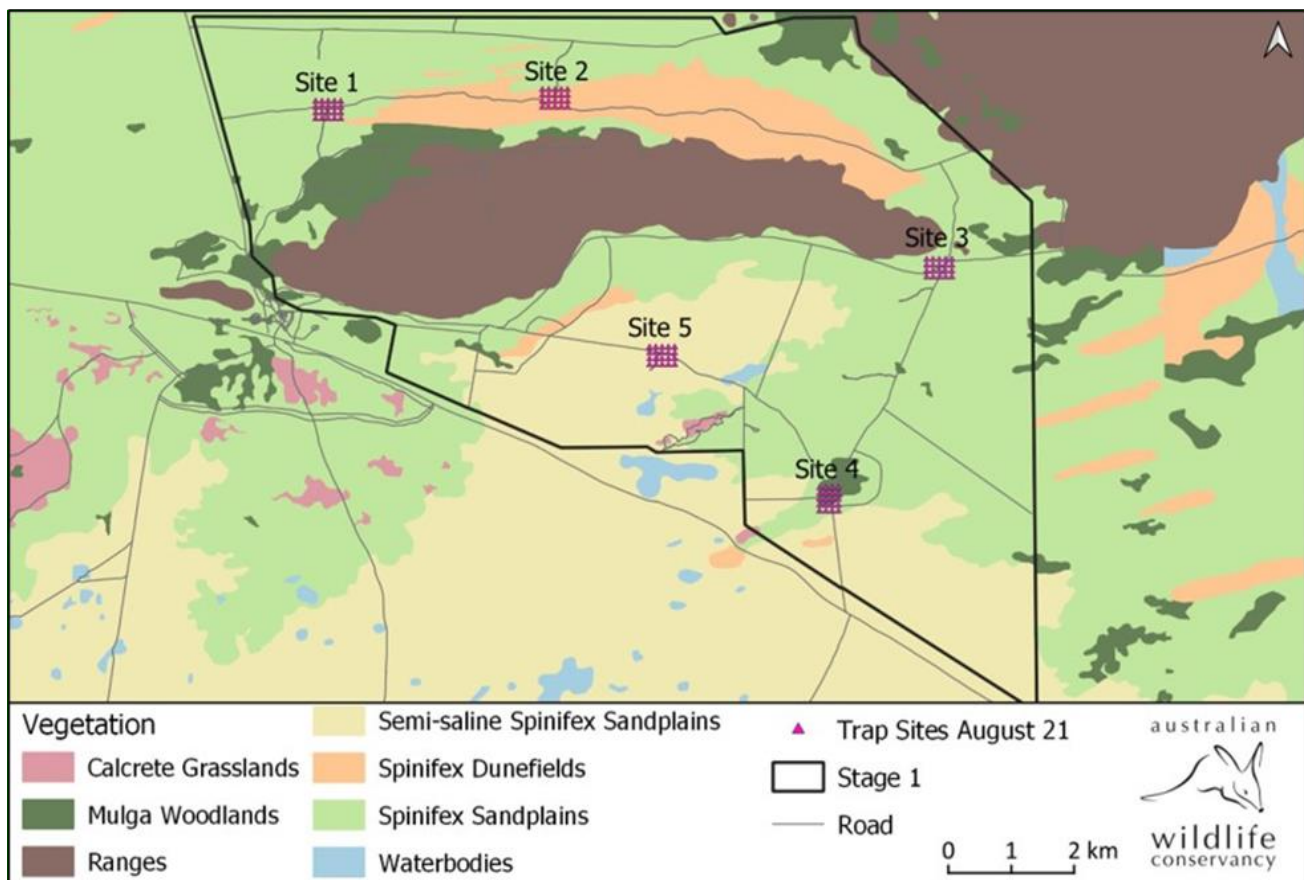 Site 1
Site 2
Site 3
Site 5
Site 4
Vegetation
Calcrete Grasslands
Mulga Woodlands
Ranges
Semi-saline Spinifex Sandplains
Spinifex Dunefields
Spinifex Sandplains
Waterbodies
Trap Sites August 21
Stage 1
Road
0 1 2 km
australian
wildlife
conservancy